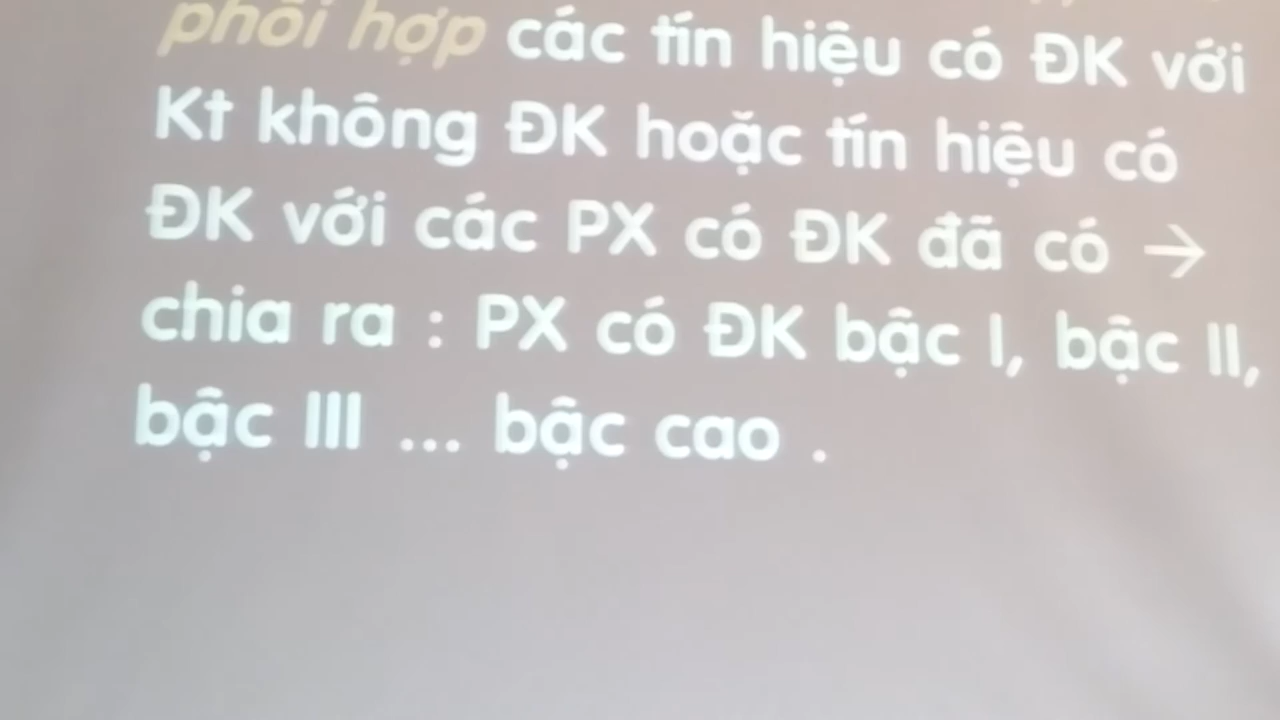 phối hợp các tín hiệu có ĐK với
Kt không ĐK hoặc tín hiệu có
ĐK với các PX có ĐK đã có →
chia ra : PX có ĐK bậc I, bậc II,
bậc III ... bậc cao .